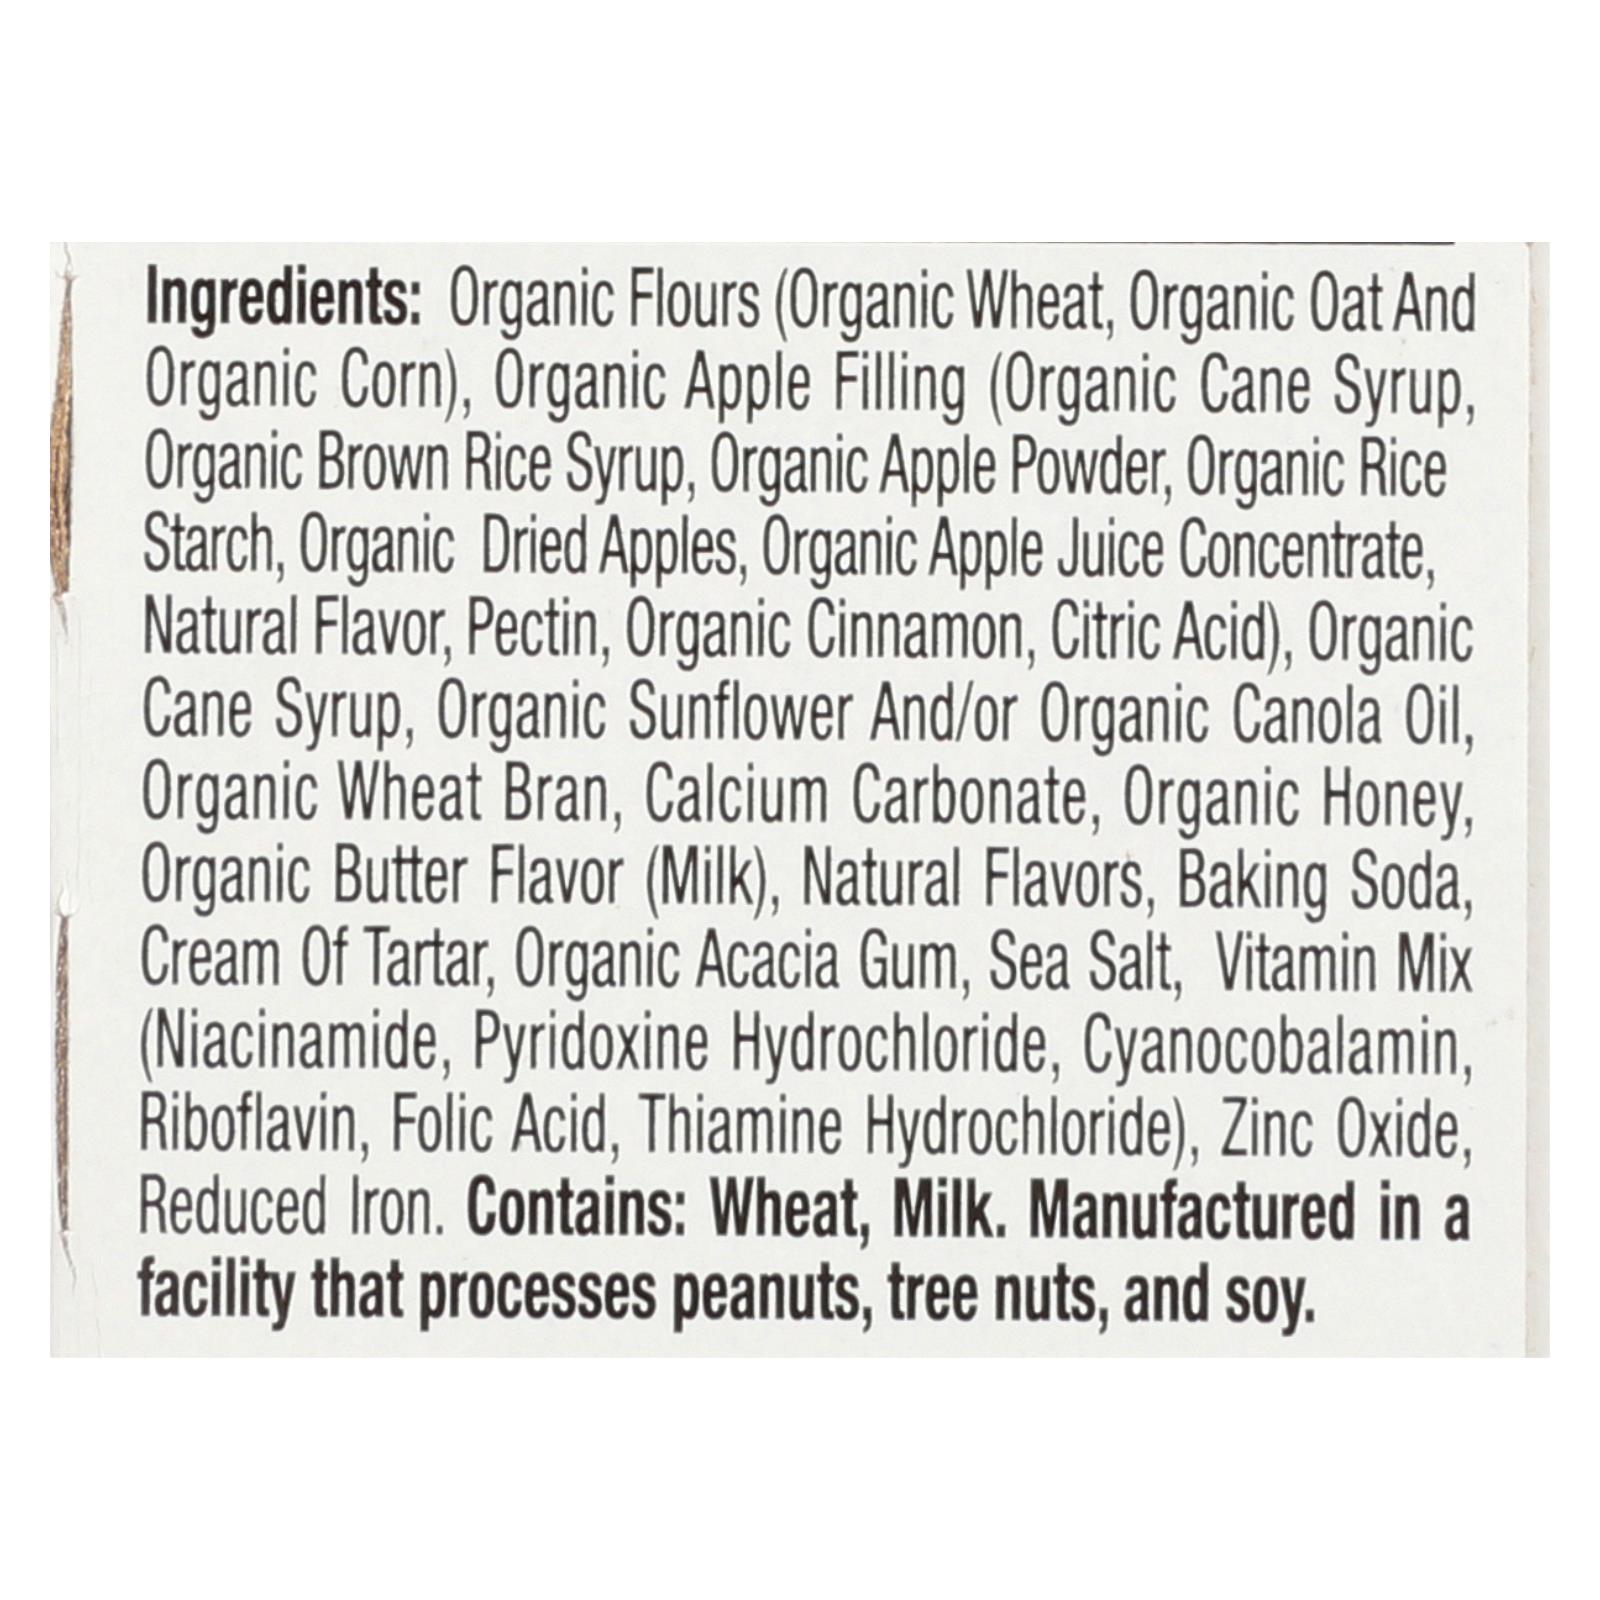 Ingredients: Organic Flours (Organic Wheat, Organic Oat And
Organic Corn), Organic Apple Filling (Organic Cane Syrup,
Organic Brown Rice Syrup, Organic Apple Powder, Organic Rice
Starch, Organic Dried Apples, Organic Apple Juice Concentrate,
Natural Flavor, Pectin, Organic Cinnamon, Citric Acid), Organic
Cane Syrup, Organic Sunflower And/or Organic Canola Oil,
Organic Wheat Bran, Calcium Carbonate, Organic Honey,
Organic Butter Flavor (Milk), Natural Flavors, Baking Soda,
Cream Of Tartar, Organic Acacia Gum, Sea Salt, Vitamin Mix
(Niacinamide, Pyridoxine Hydrochloride, Cyanocobalamin,
Riboflavin, Folic Acid, Thiamine Hydrochloride), Zinc Oxide,
Reduced Iron. Contains: Wheat, Milk. Manufactured in a
facility that processes peanuts, tree nuts, and soy.